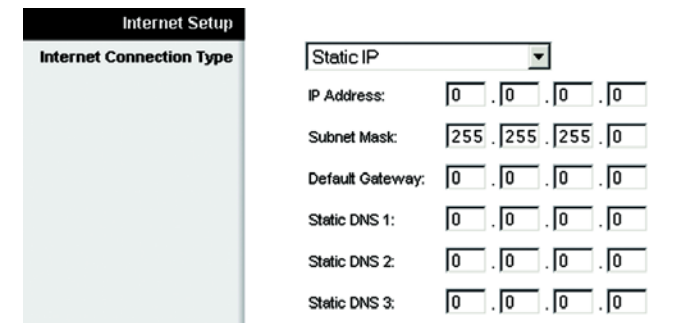 Internet Setup
Internet Connection Type Static IP
IP Address: 0 . 0 . 0 . 0
Subnet Mask: 255 . 255 . 255 . 0
Default Gateway: 0 . 0 . 0 . 0
Static DNS 1: 0 . 0 . 0 . 0
Static DNS 2: 0 . 0 . 0 . 0
Static DNS 3: 0 . 0 . 0 . 0